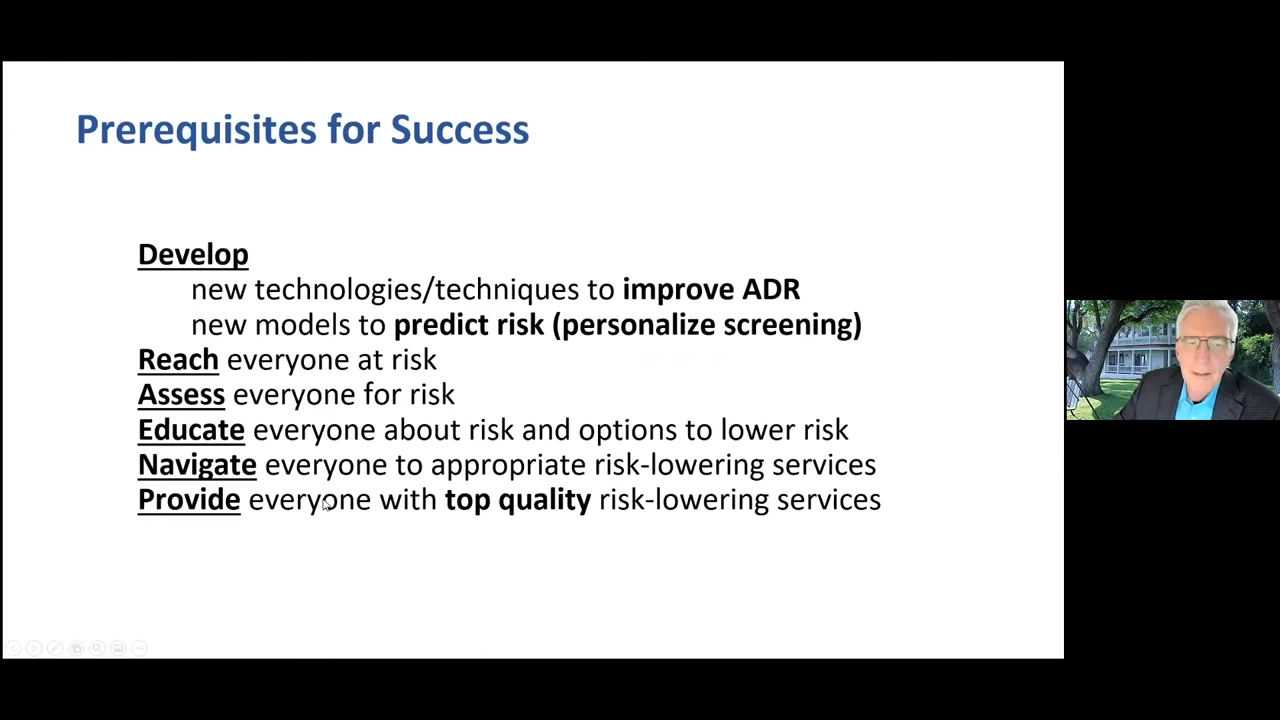 Prerequisites for Success
Develop
new technologies/techniques to improve ADR
new models to predict risk (personalize screening)
Reach everyone at risk
Assess everyone for risk
Educate everyone about risk and options to lower risk
Navigate everyone to appropriate risk-lowering services
Provide everyone with top quality risk-lowering services